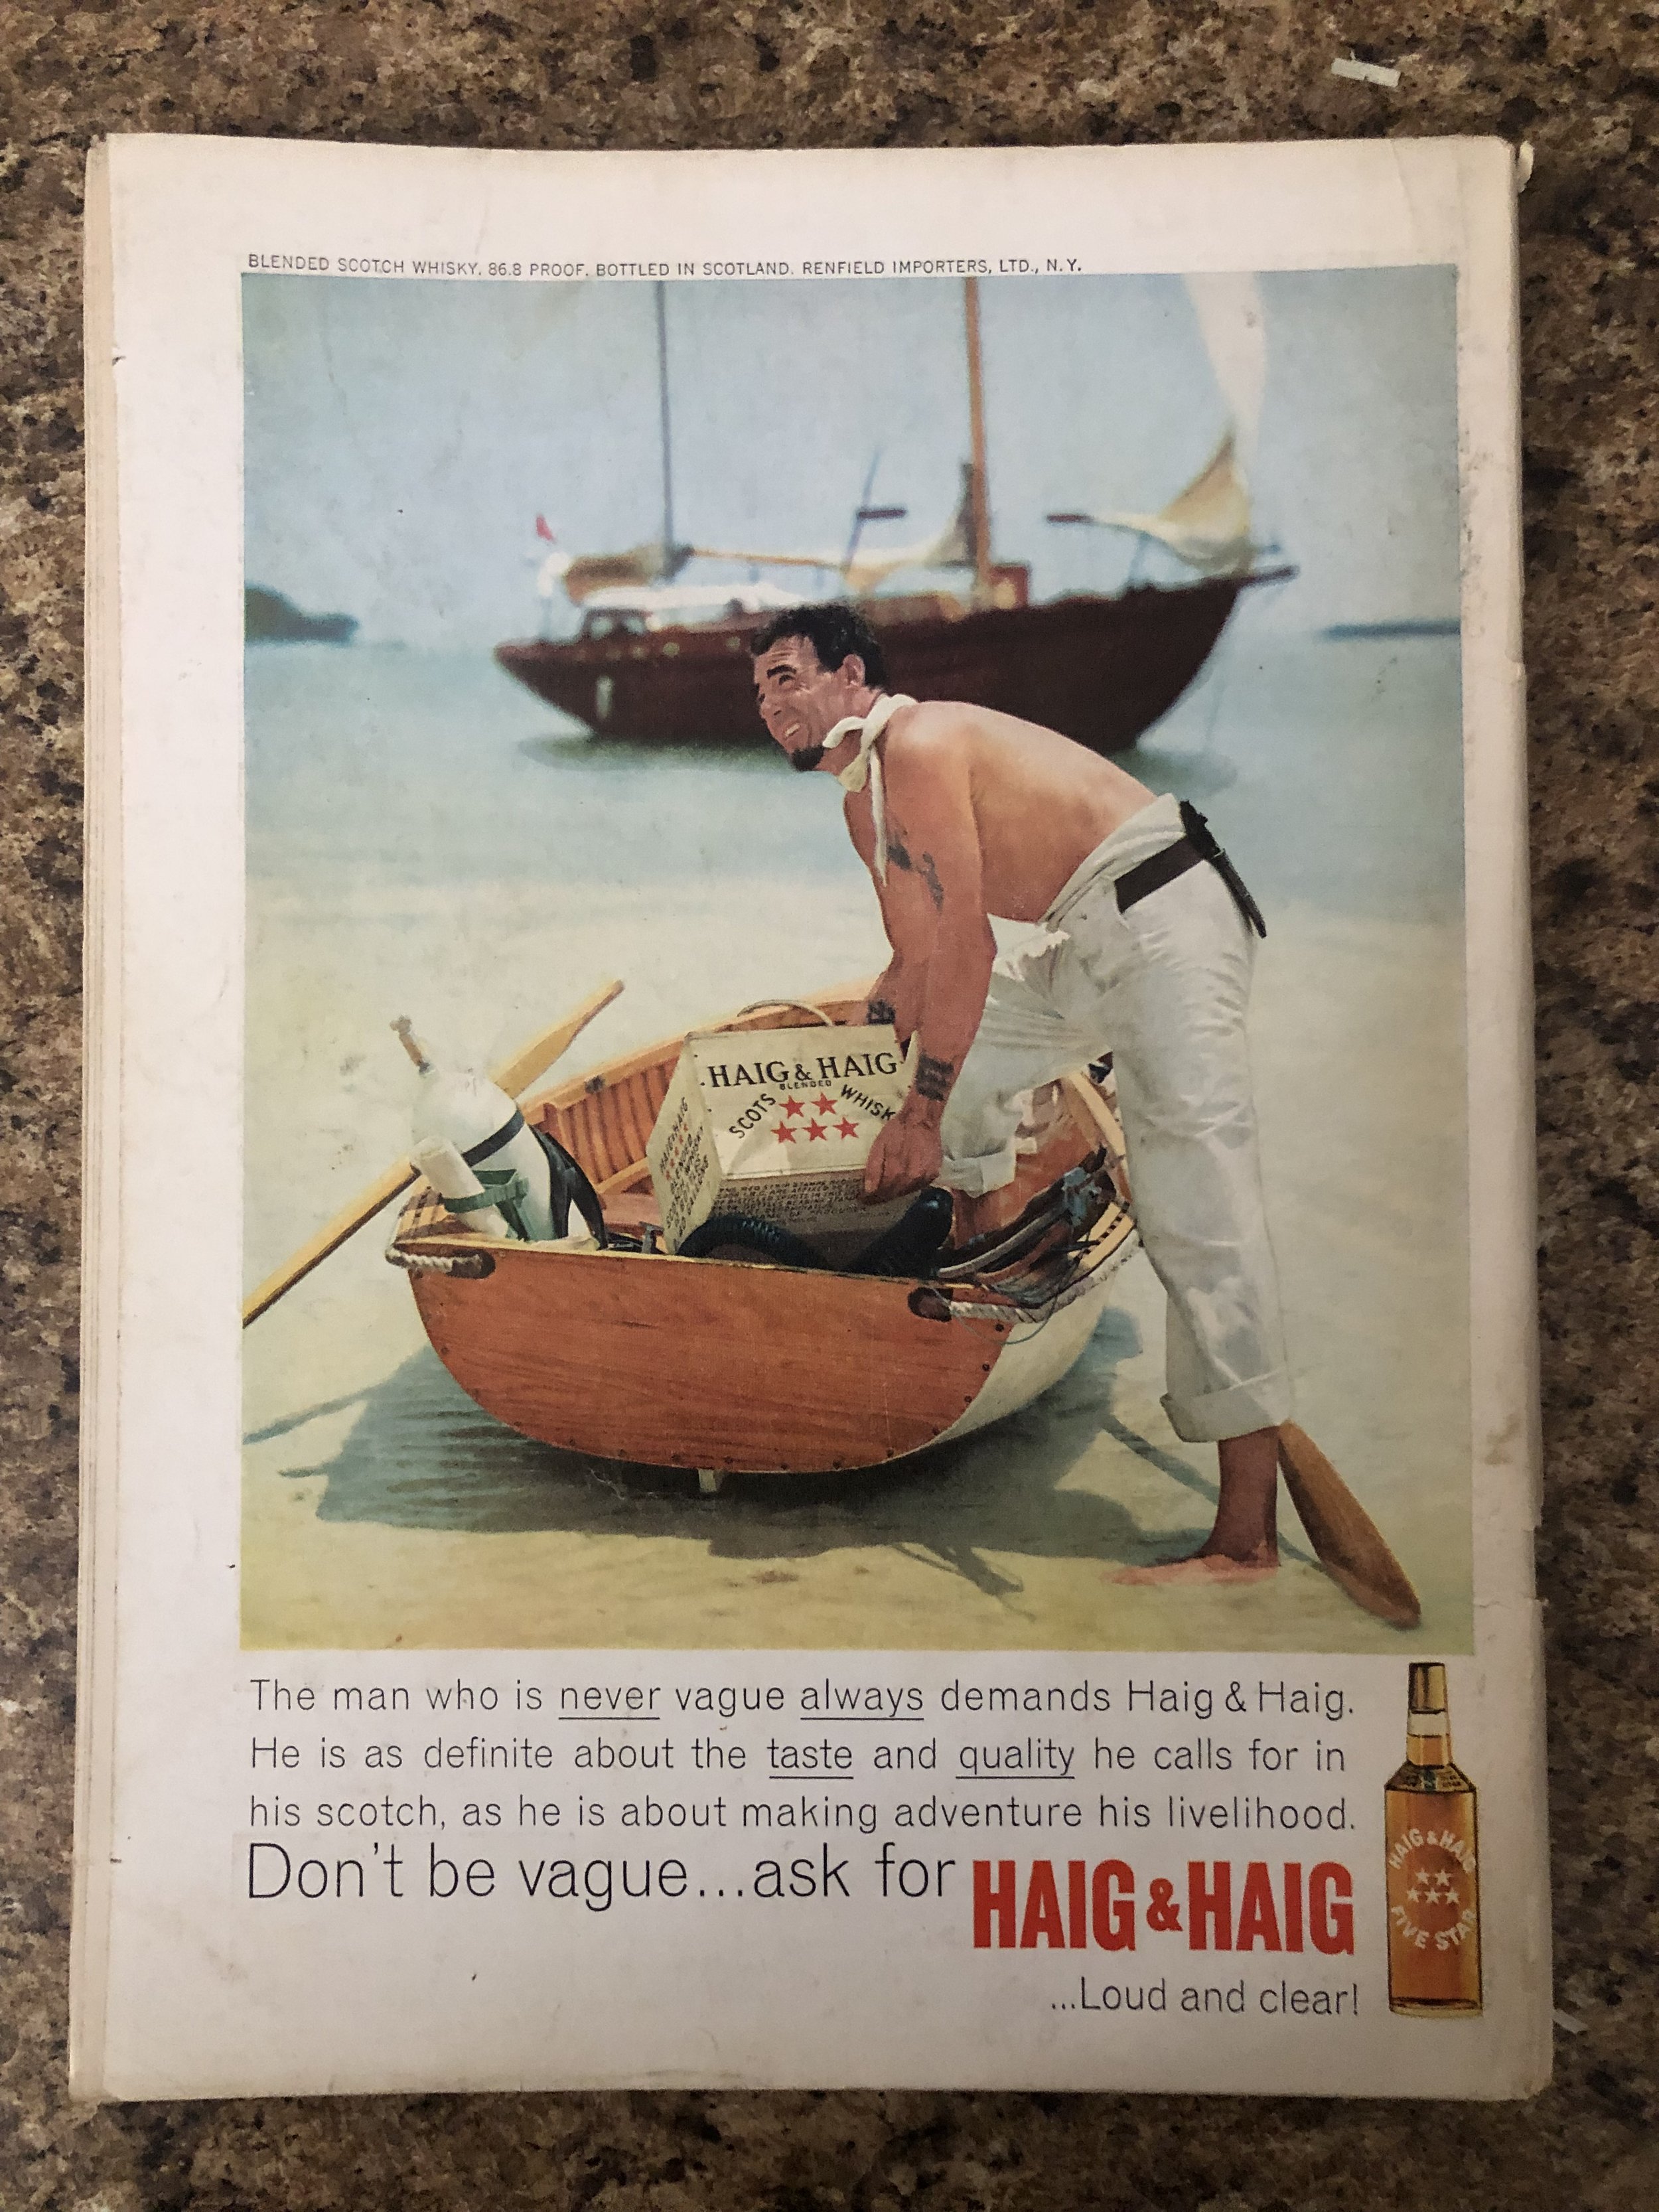 BLENDED SCOTCH WHISKY, 86.8 PROOF, BOTTLED IN SCOTLAND. RENFIELD IMPORTERS, LTD., N.Y.
HAIG & HAIG
BLENDED
SCOTS WHISK
The man who is never vague always demands Haig & Haig.
He is as definite about the taste and quality he calls for in
his scotch, as he is about making adventure his livelihood.
Don't be vague...ask for HAIG & HAIG
...Loud and clear!
HAIG & HAIG
FIVE STAR